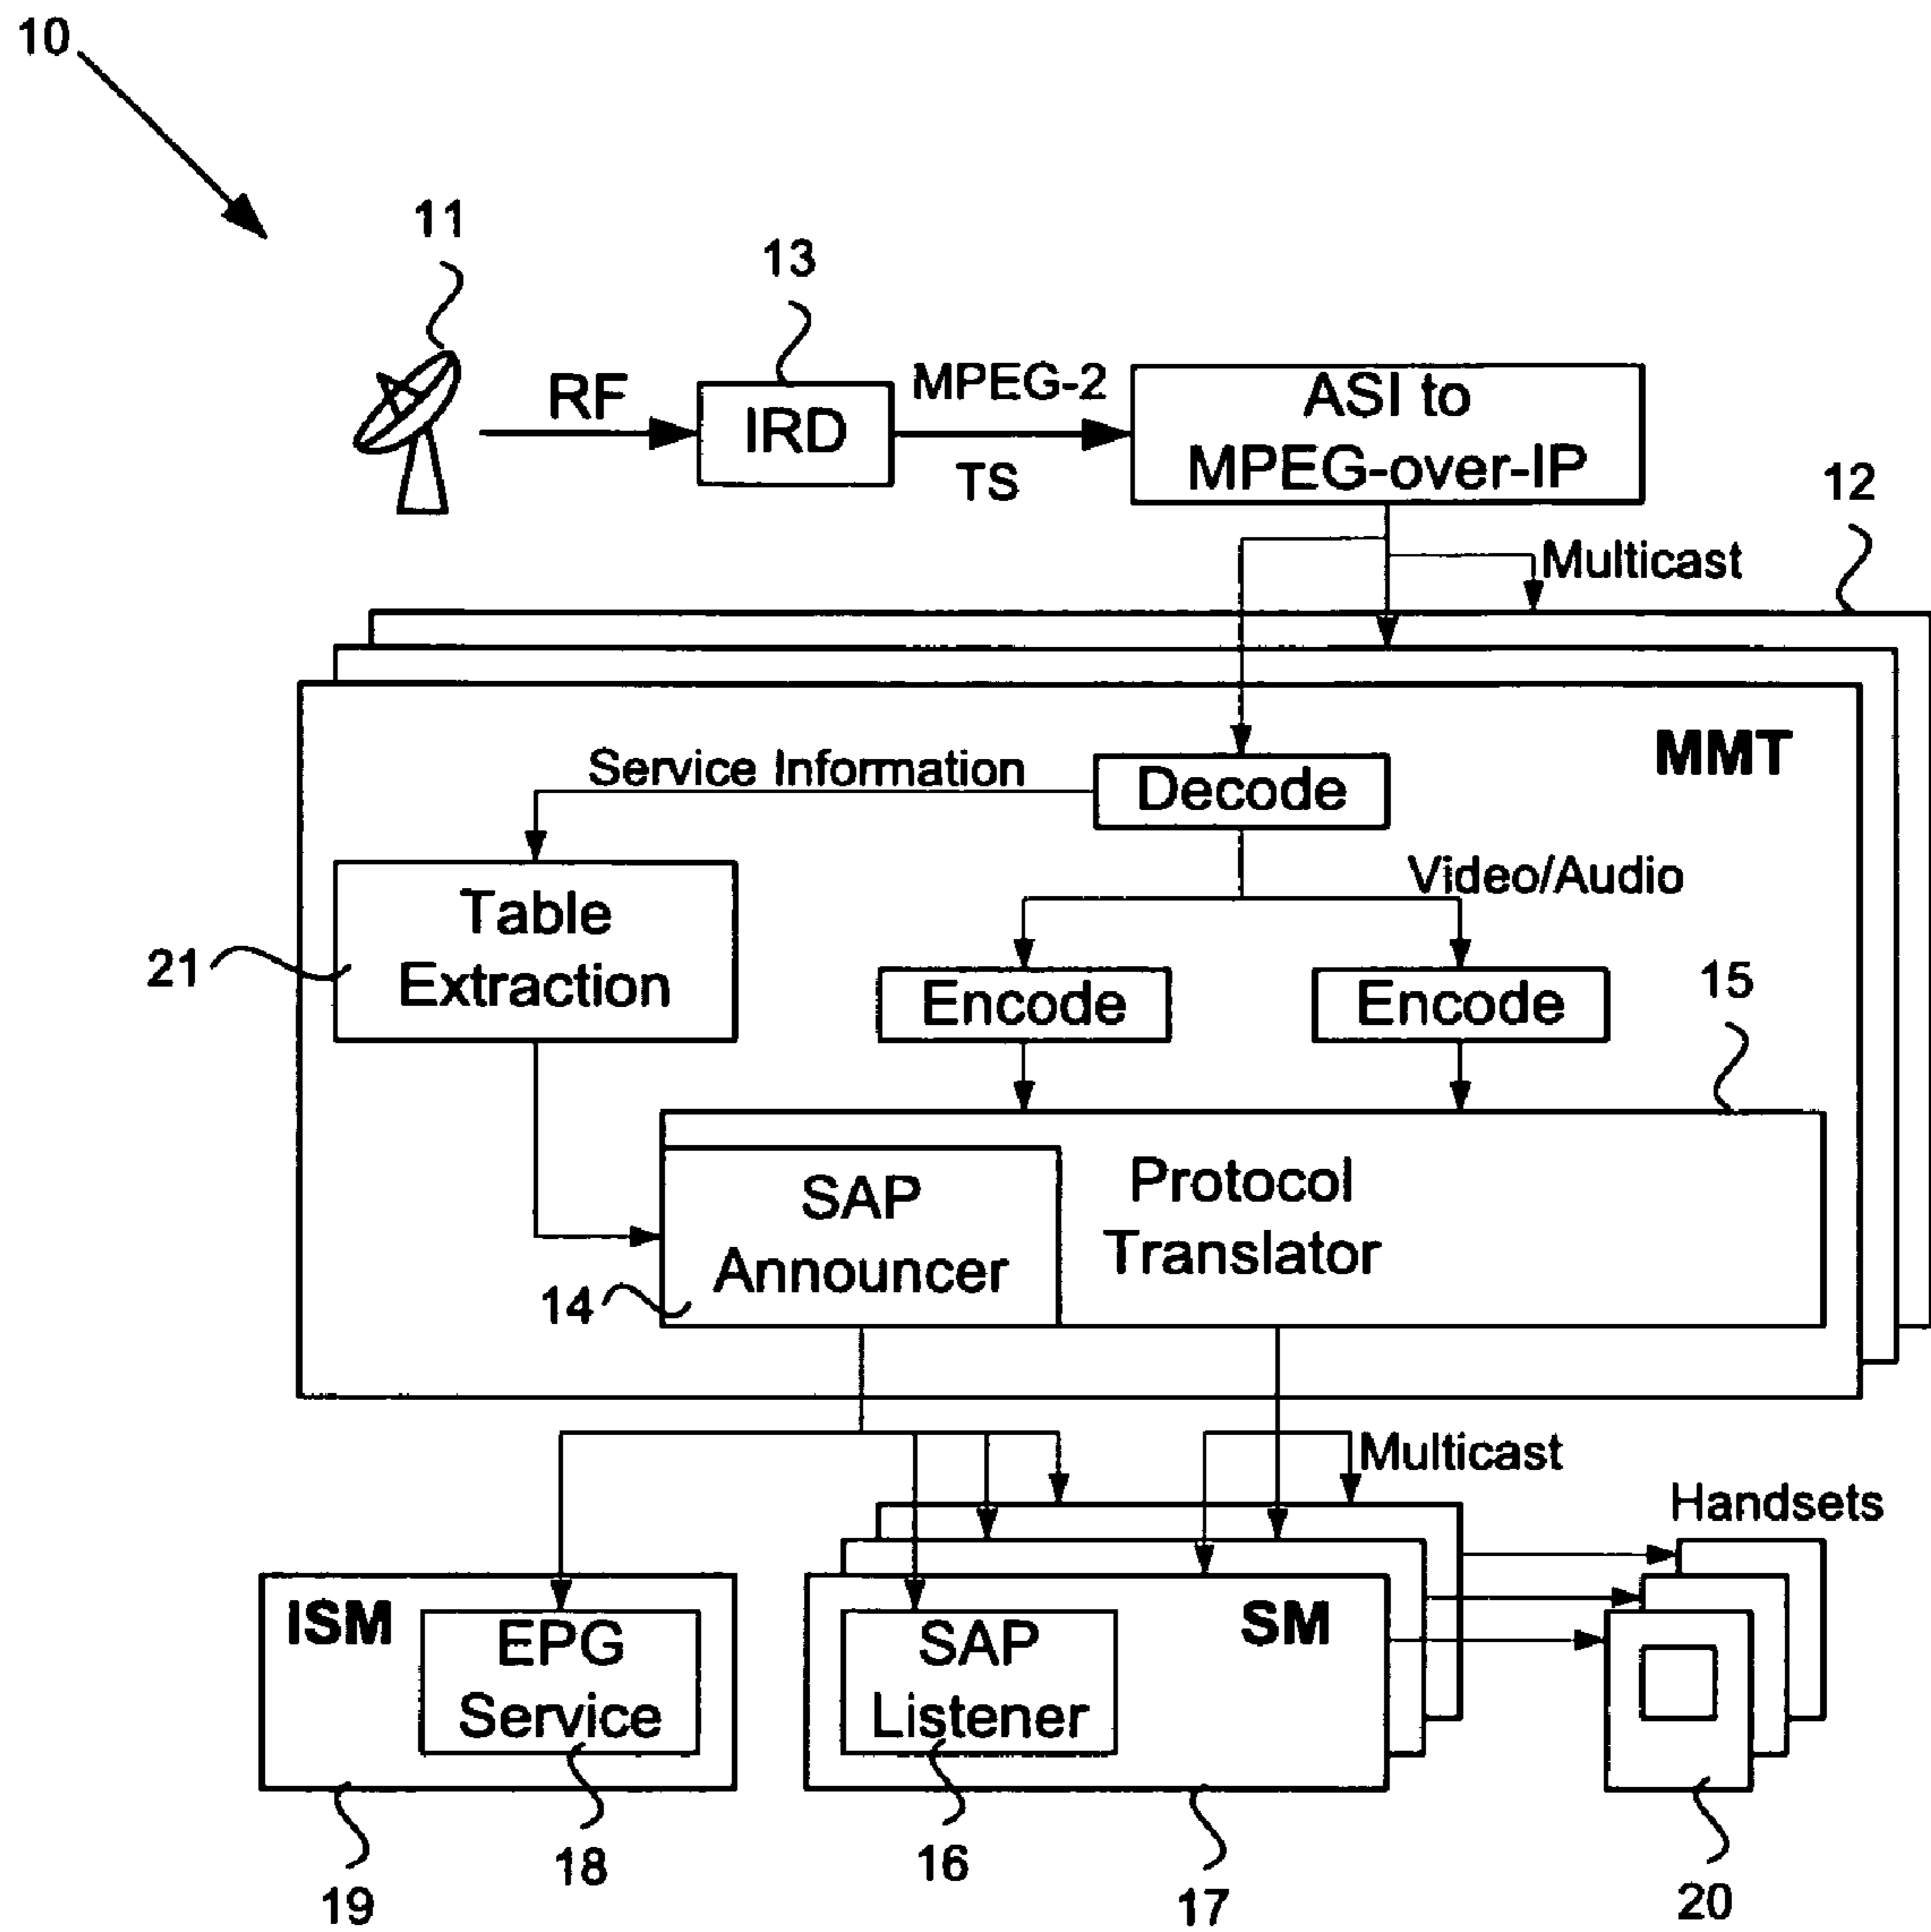 10
11
13
RF
IRD
MPEG-2
TS
ASI to
MPEG-over-IP
12
Multicast
MMT
Service Information
Decode
Video/Audio
Table
Extraction
21
Encode
Encode
15
SAP
Announcer
Protocol
Translator
14
Multicast
Handsets
ISM
EPG
Service
SAP
Listener
SM
18
16
19
17
20